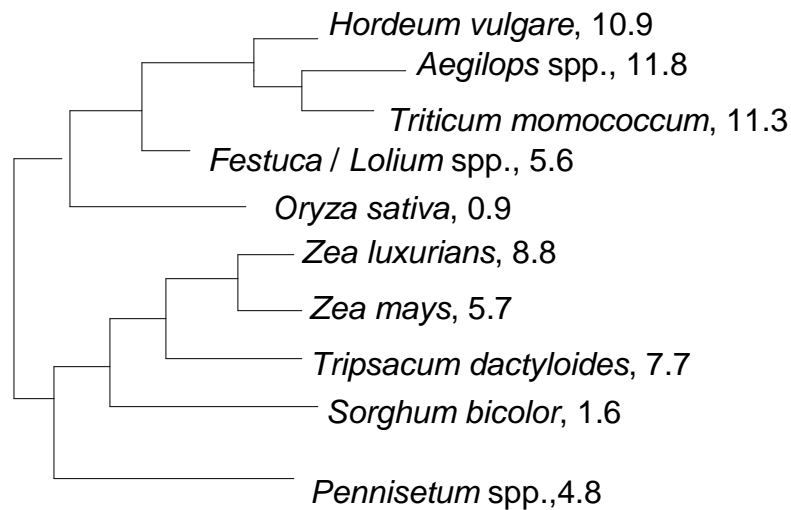 Hordeum vulgare, 10.9
Aegilops spp., 11.8
Triticum momococcum, 11.3
Festuca / Lolium spp., 5.6
Oryza sativa, 0.9
Zea luxurians, 8.8
Zea mays, 5.7
Tripsacum dactyloides, 7.7
Sorghum bicolor, 1.6
Pennisetum spp.,4.8